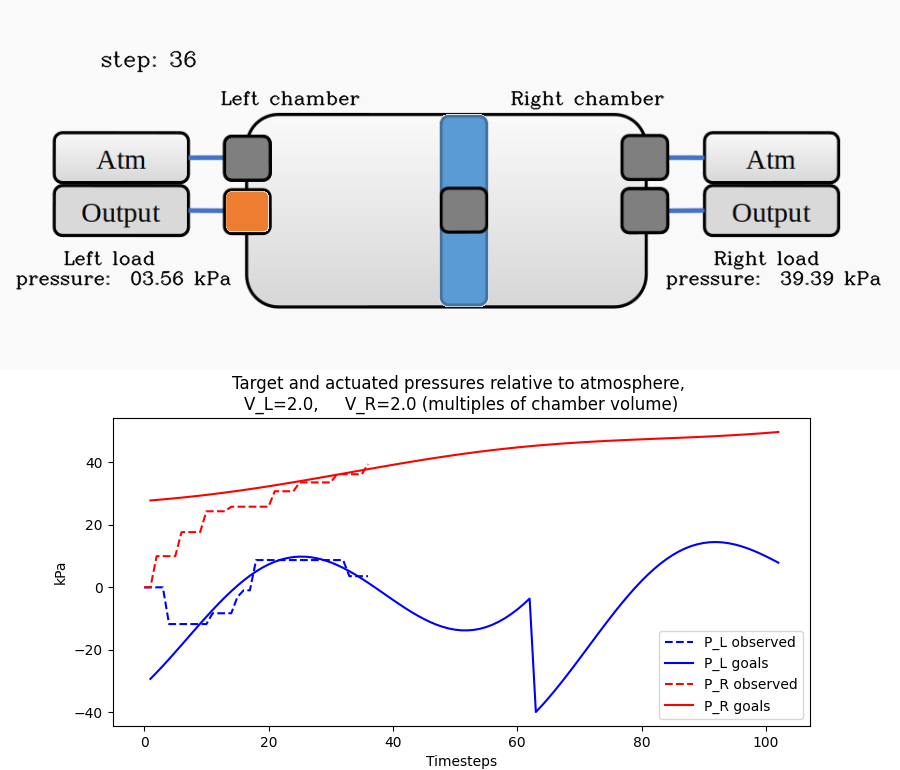 step: 36
Left chamber
Right chamber
Atm
Atm
Output
Output
Left load
pressure: 03.56 kPa
Right load
pressure: 39.39 kPa
Target and actuated pressures relative to atmosphere,
V_L=2.0, V_R=2.0 (multiples of chamber volume)
kPa
40
20
0
−20
−40
0
20
40
60
80
100
Timesteps
P_L observed
P_L goals
P_R observed
P_R goals